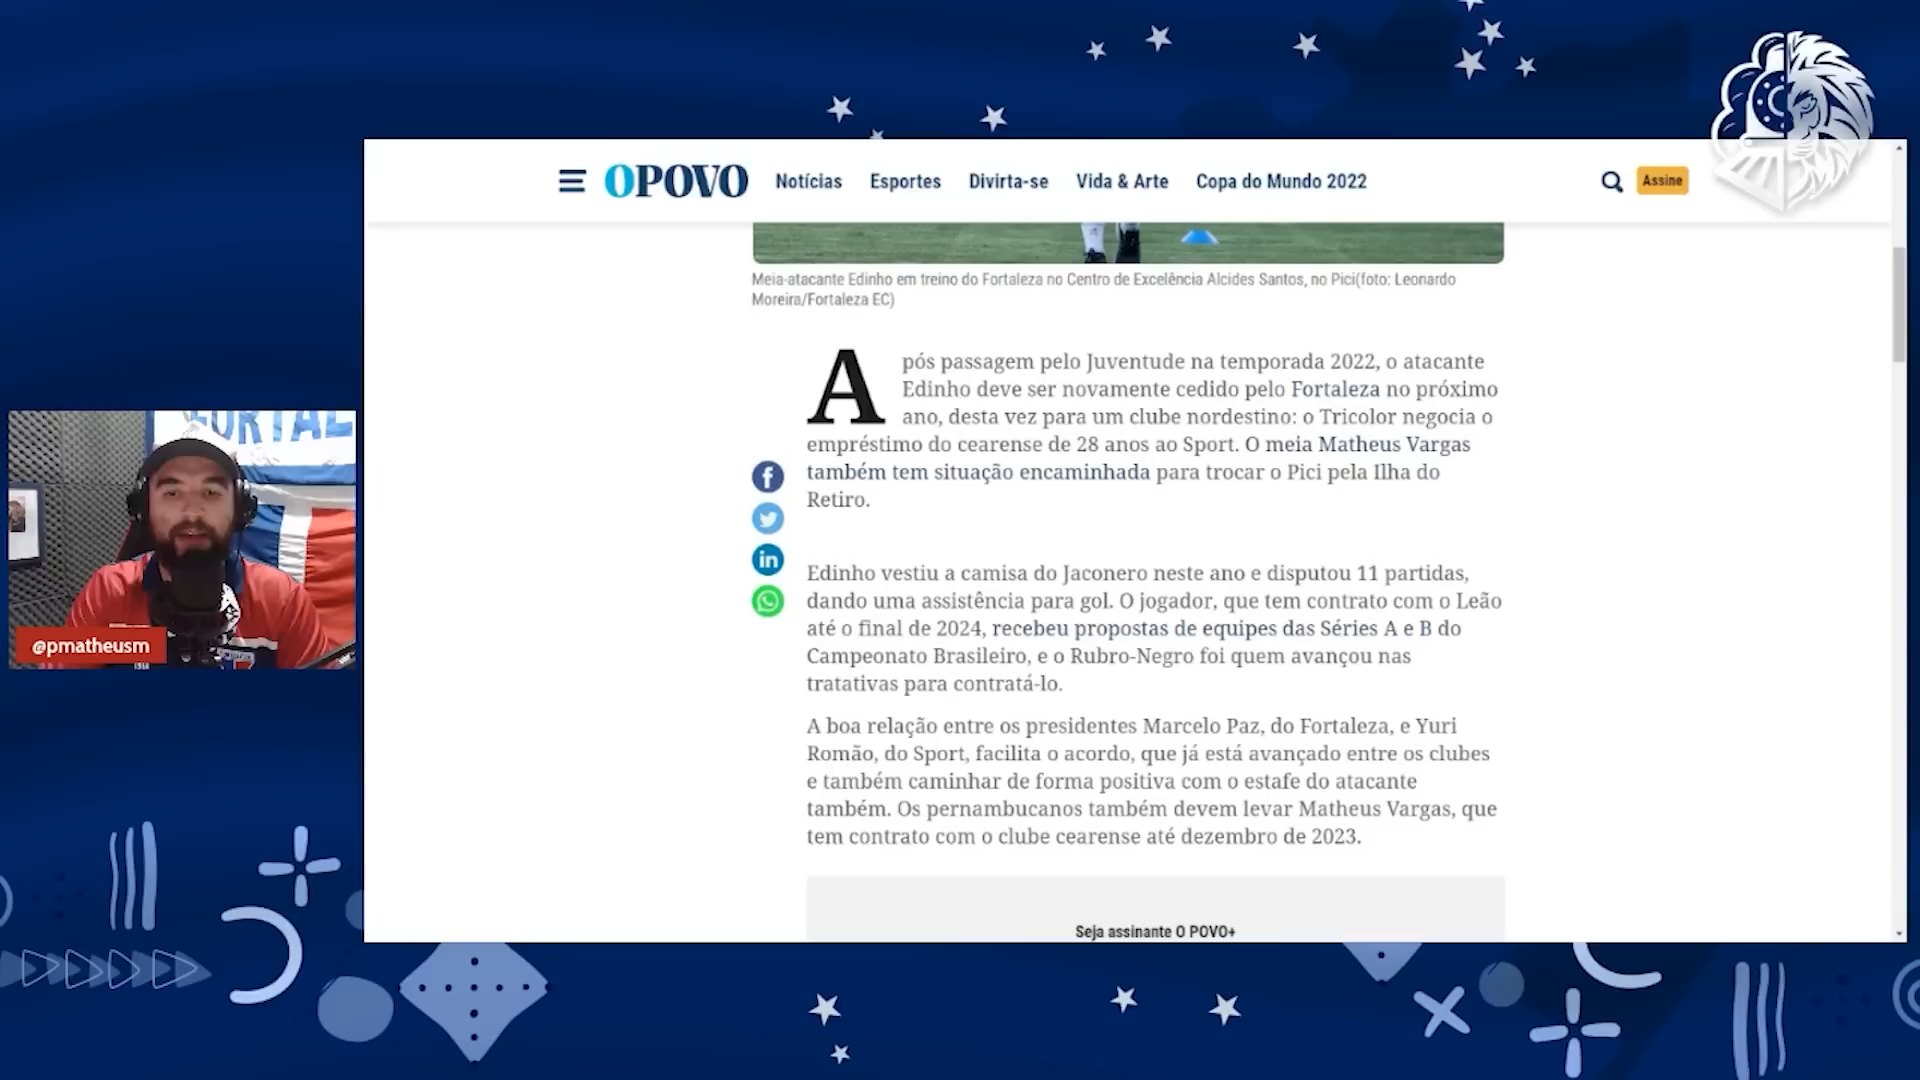 OPOVO
Notícias
Esportes
Divirta-se
Vida & Arte
Copa do Mundo 2022
Assine
Meia-atacante Edinho em treino do Fortaleza no Centro de Excelência Alcides Santos, no Pici(foto: Leonardo
Moreira/Fortaleza EC)
Após passagem pelo Juventude na temporada 2022, o atacante
Edinho deve ser novamente cedido pelo Fortaleza no próximo
ano, desta vez para um clube nordestino: o Tricolor negocia o
empréstimo do cearense de 28 anos ao Sport. O meia Matheus Vargas
também tem situação encaminhada para trocar o Pici pela Ilha do
Retiro.
Edinho vestiu a camisa do Jaconero neste ano e disputou 11 partidas,
dando uma assistência para gol. O jogador, que tem contrato com o Leão
até o final de 2024, recebeu propostas de equipes das Séries A e B do
Campeonato Brasileiro, e o Rubro-Negro foi quem avançou nas
tratativas para contratá-lo.
A boa relação entre os presidentes Marcelo Paz, do Fortaleza, e Yuri
Romão, do Sport, facilita o acordo, que já está avançado entre os clubes
e também caminhar de forma positiva com o estafe do atacante
também. Os pernambucanos também devem levar Matheus Vargas, que
tem contrato com o clube cearense até dezembro de 2023.
Seja assinante O POVO+
FORTAL
@pmatheusm